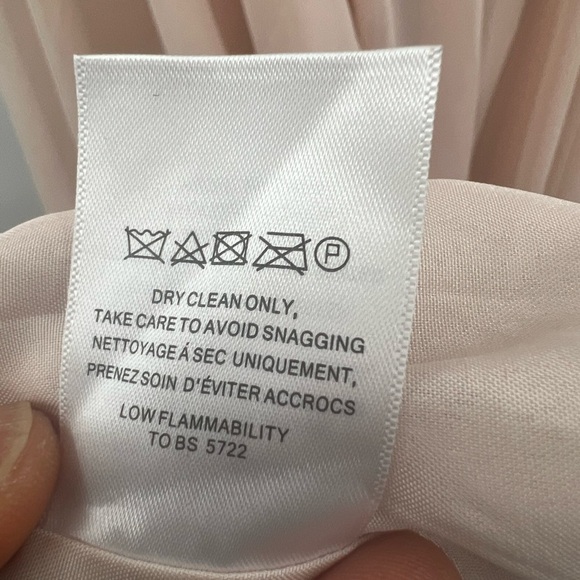 P
DRY CLEAN ONLY,
TAKE CARE TO AVOID SNAGGING
NETTOYAGE Á SEC UNIQUEMENT,
PRENEZ SOIN D'ÉVITER ACCROCS
LOW FLAMMABILITY
TO BS 5722